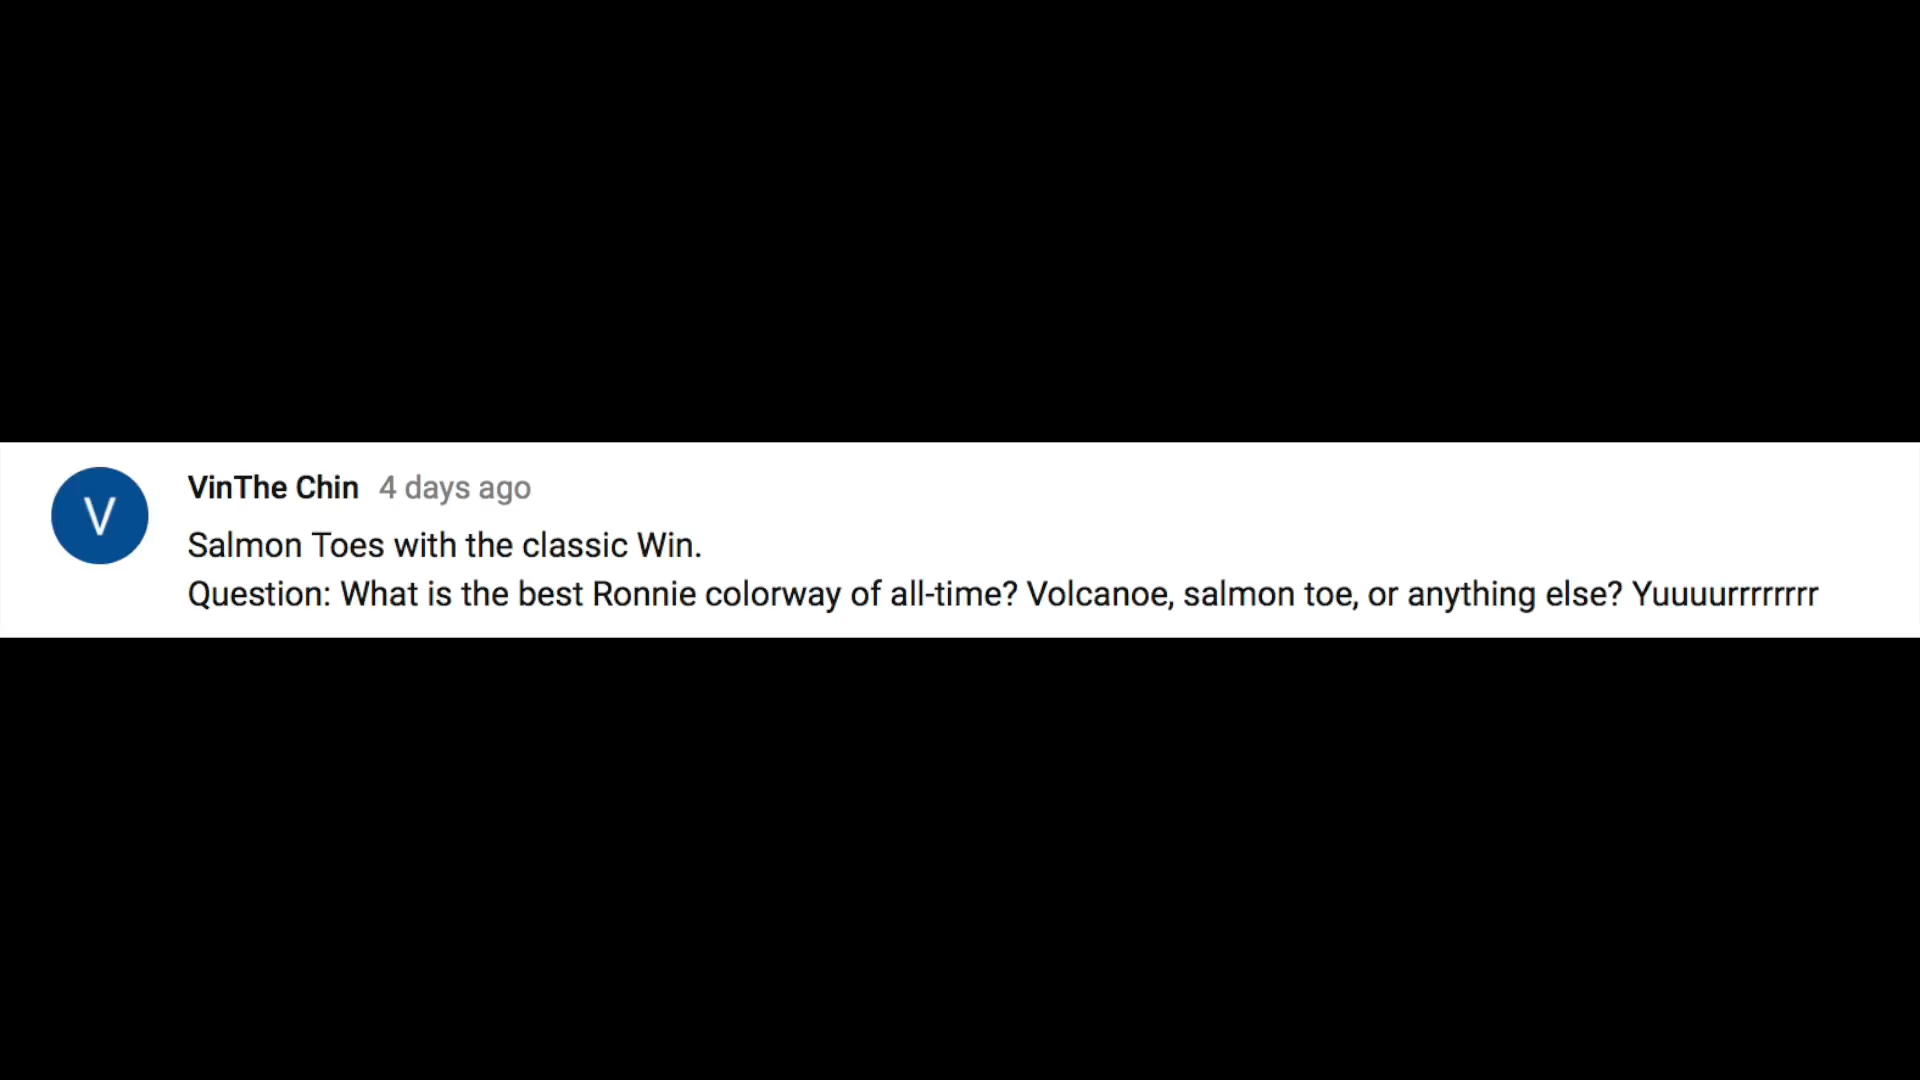 V
VinThe Chin 4 days ago
Salmon Toes with the classic Win.
Question: What is the best Ronnie colorway of all-time? Volcanoe, salmon toe, or anything else? Yuuuurrrrrrrr